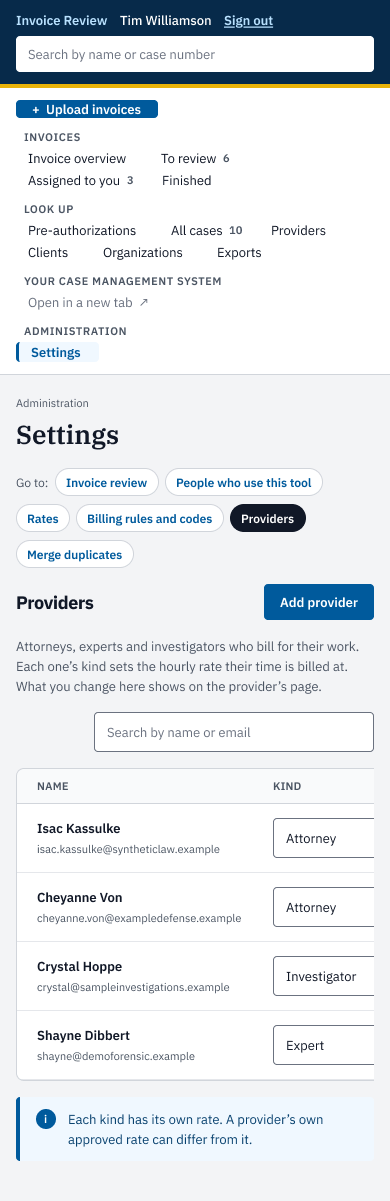 Invoice Review Tim Williamson Sign out
Search by name or case number
+ Upload invoices
INVOICES
Invoice overview To review 6
Assigned to you 3 Finished
LOOK UP
Pre-authorizations All cases 10 Providers
Clients Organizations Exports
YOUR CASE MANAGEMENT SYSTEM
Open in a new tab ↗
ADMINISTRATION
Settings
Administration
Settings
Go to: Invoice review People who use this tool
Rates Billing rules and codes Providers
Merge duplicates
Providers Add provider
Attorneys, experts and investigators who bill for their work.
Each one’s kind sets the hourly rate their time is billed at.
What you change here shows on the provider’s page.
Search by name or email
NAME KIND
Isac Kassulke
isac.kassulke@syntheticlaw.example
Attorney
Cheyanne Von
cheyanne.von@exampledefense.example
Attorney
Crystal Hoppe
crystal@sampleinvestigations.example
Investigator
Shayne Dibbert
shayne@demoforensic.example
Expert
i Each kind has its own rate. A provider’s own
approved rate can differ from it.